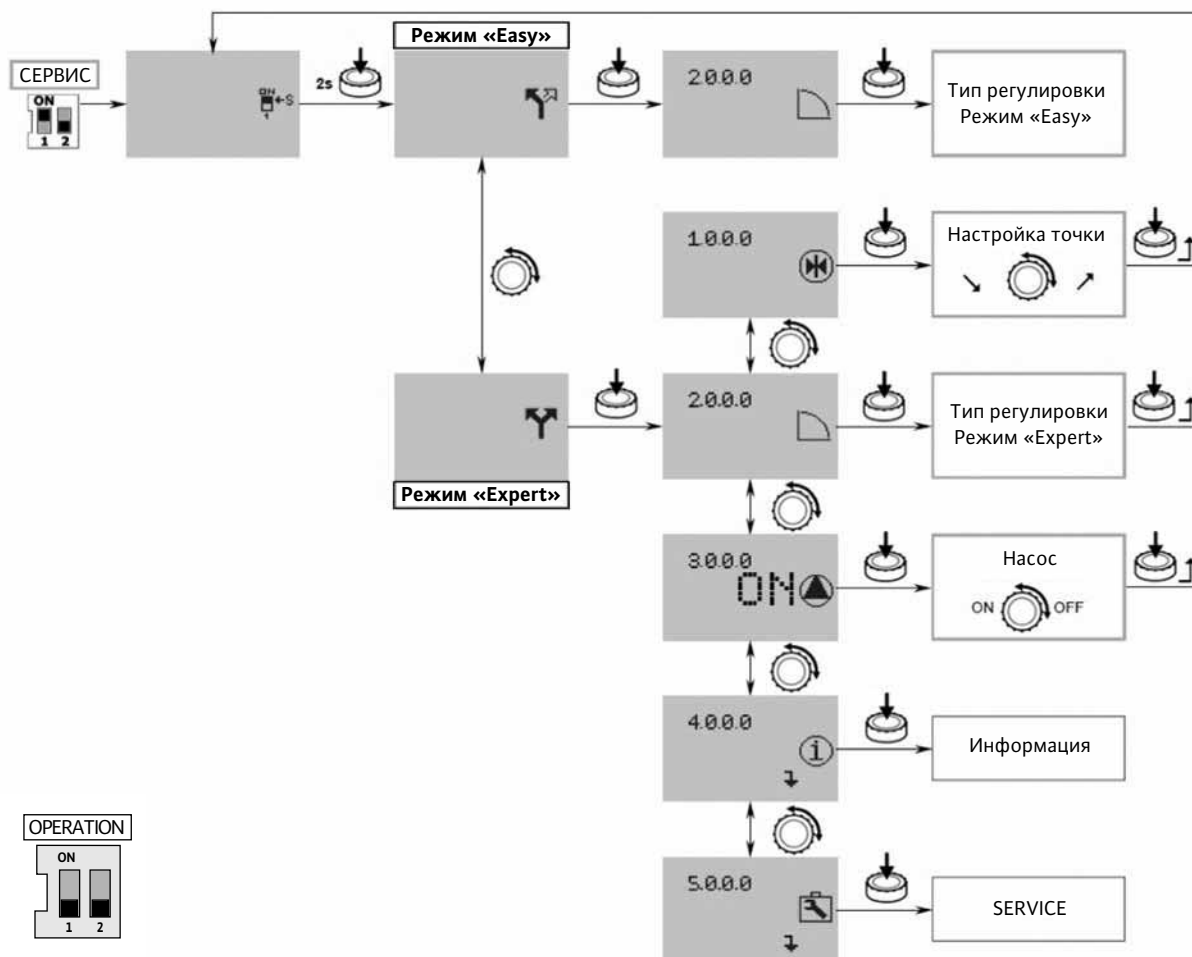 Режим «Easy»
СЕРВИС
ON
1 2
ON
S
1
2s
2.0.0.0
Тип регулировки
Режим «Easy»
1.0.0.0
Настройка точки
Режим «Expert»
2.0.0.0
Тип регулировки
Режим «Expert»
3.0.0.0
ON
Насос
ON OFF
4.0.0.0
i
Информация
OPERATION
ON
1 2
5.0.0.0
SERVICE